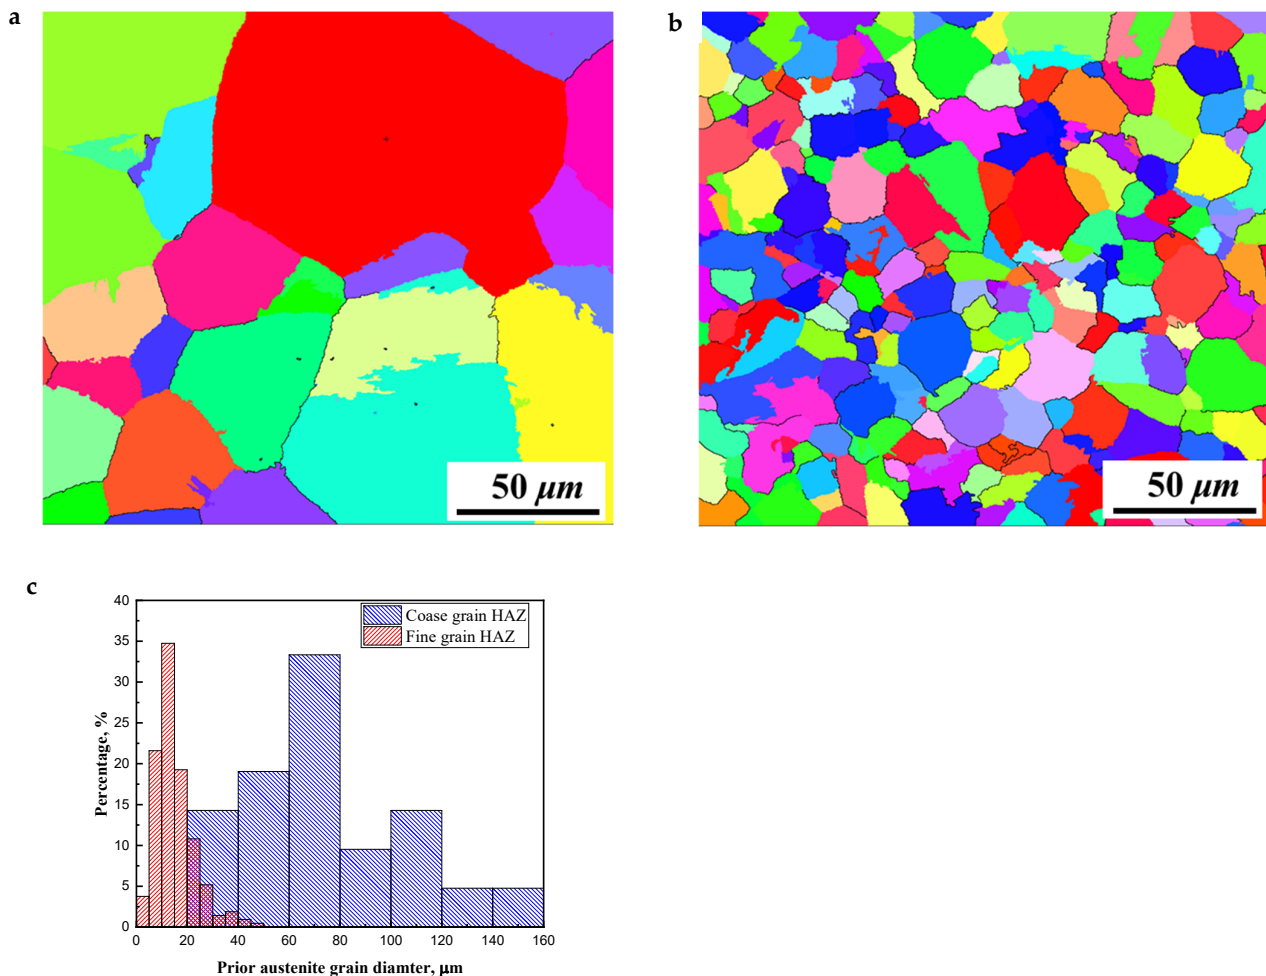 a
b
50 μm
50 μm
c
40
35
30
25
20
15
10
5
0
Percentage, %
Coase grain HAZ
Fine grain HAZ
0 20 40 60 80 100 120 140 160
Prior austenite grain diamter, μm